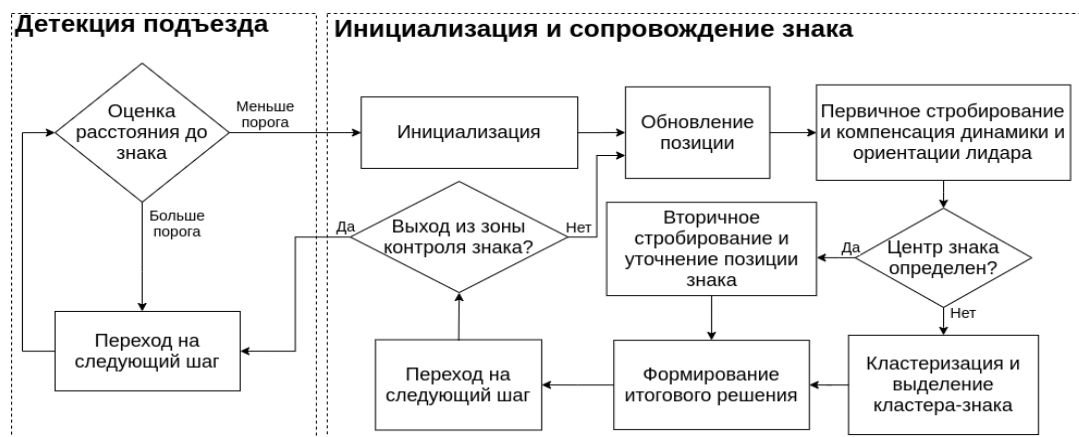 Детекция подъезда
Оценка
расстояния до
знака
Меньше
порога
Больше
порога
Переход на
следующий шаг
Инициализация и сопровождение знака
Инициализация
Обновление
позиции
Первичное стробирование
и компенсация динамики и
ориентации лидара
Центр знака
определен?
Да
Нет
Вторичное
стробирование и
уточнение позиции
знака
Кластеризация и
выделение
кластера-знака
Формирование
итогового решения
Переход на
следующий шаг
Выход из зоны
контроля знака?
Да
Нет